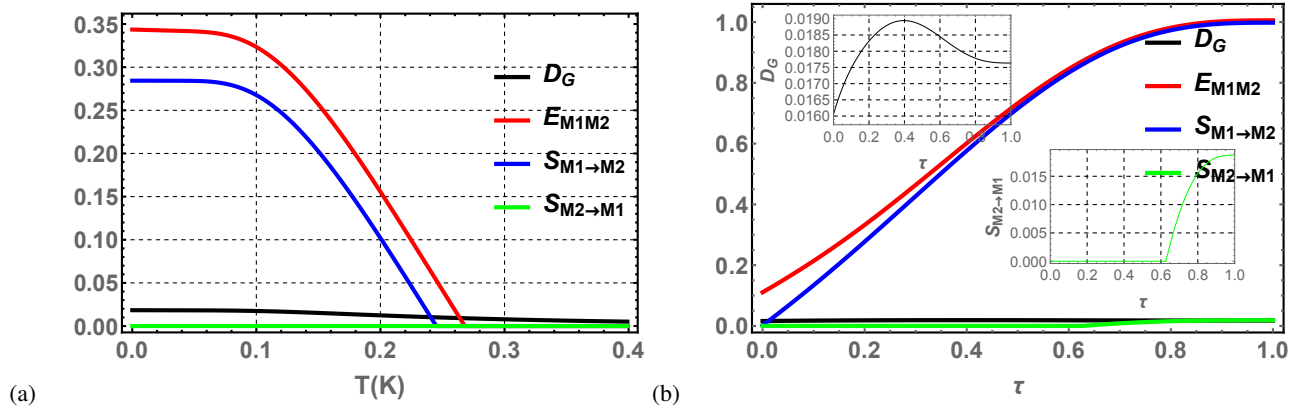 0.35
0.30
0.25
0.20
0.15
0.10
0.05
0.00
D_G
E_M1M2
S_M1→M2
S_M2→M1
0.0 0.1 0.2 0.3 0.4
T(K)
(a)
1.0
0.8
0.6
0.4
0.2
0.0
0.0190
0.0185
0.0180
0.0175
0.0170
0.0165
0.0160
D_G
0.0 0.2 0.4 0.6 0.8 1.0
τ
D_G
E_M1M2
S_M1→M2
S_M2→M1
0.015
0.010
0.005
0.000
S_M2→M1
0.0 0.2 0.4 0.6 0.8 1.0
τ
0.0 0.2 0.4 0.6 0.8 1.0
τ
(b)